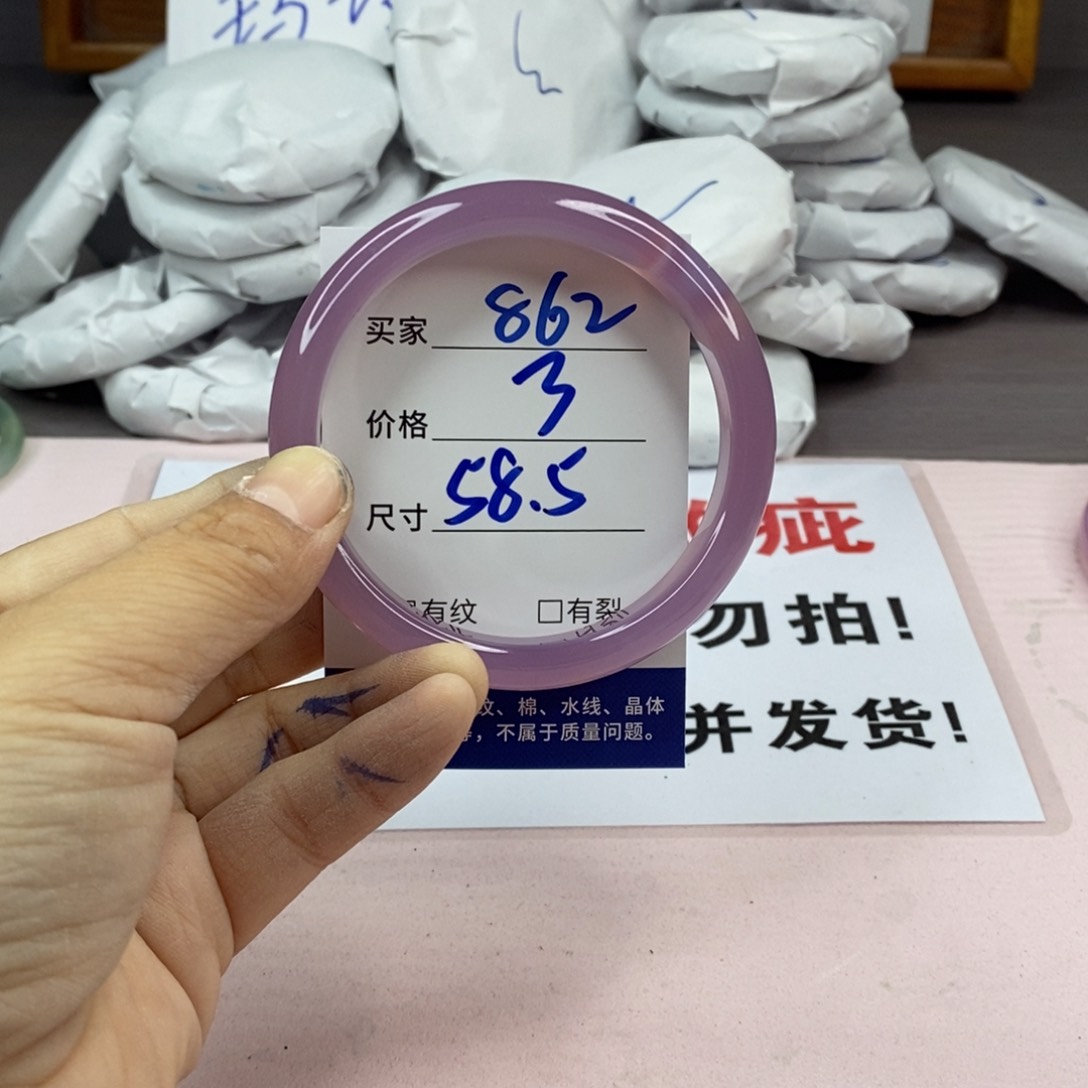 买家 862
价格 3
尺寸 58.5
有纹 □有裂
纹、棉、水线、晶体
，不属于质量问题。
疵
勿拍!
并发货!